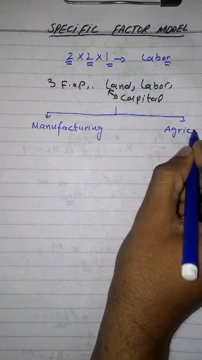 SPECIFIC FACTOR MODEL
2 × 2 × 1 → Labor
3 F.o.p.. Land, Labor,
Capital
Manufacturing Agric